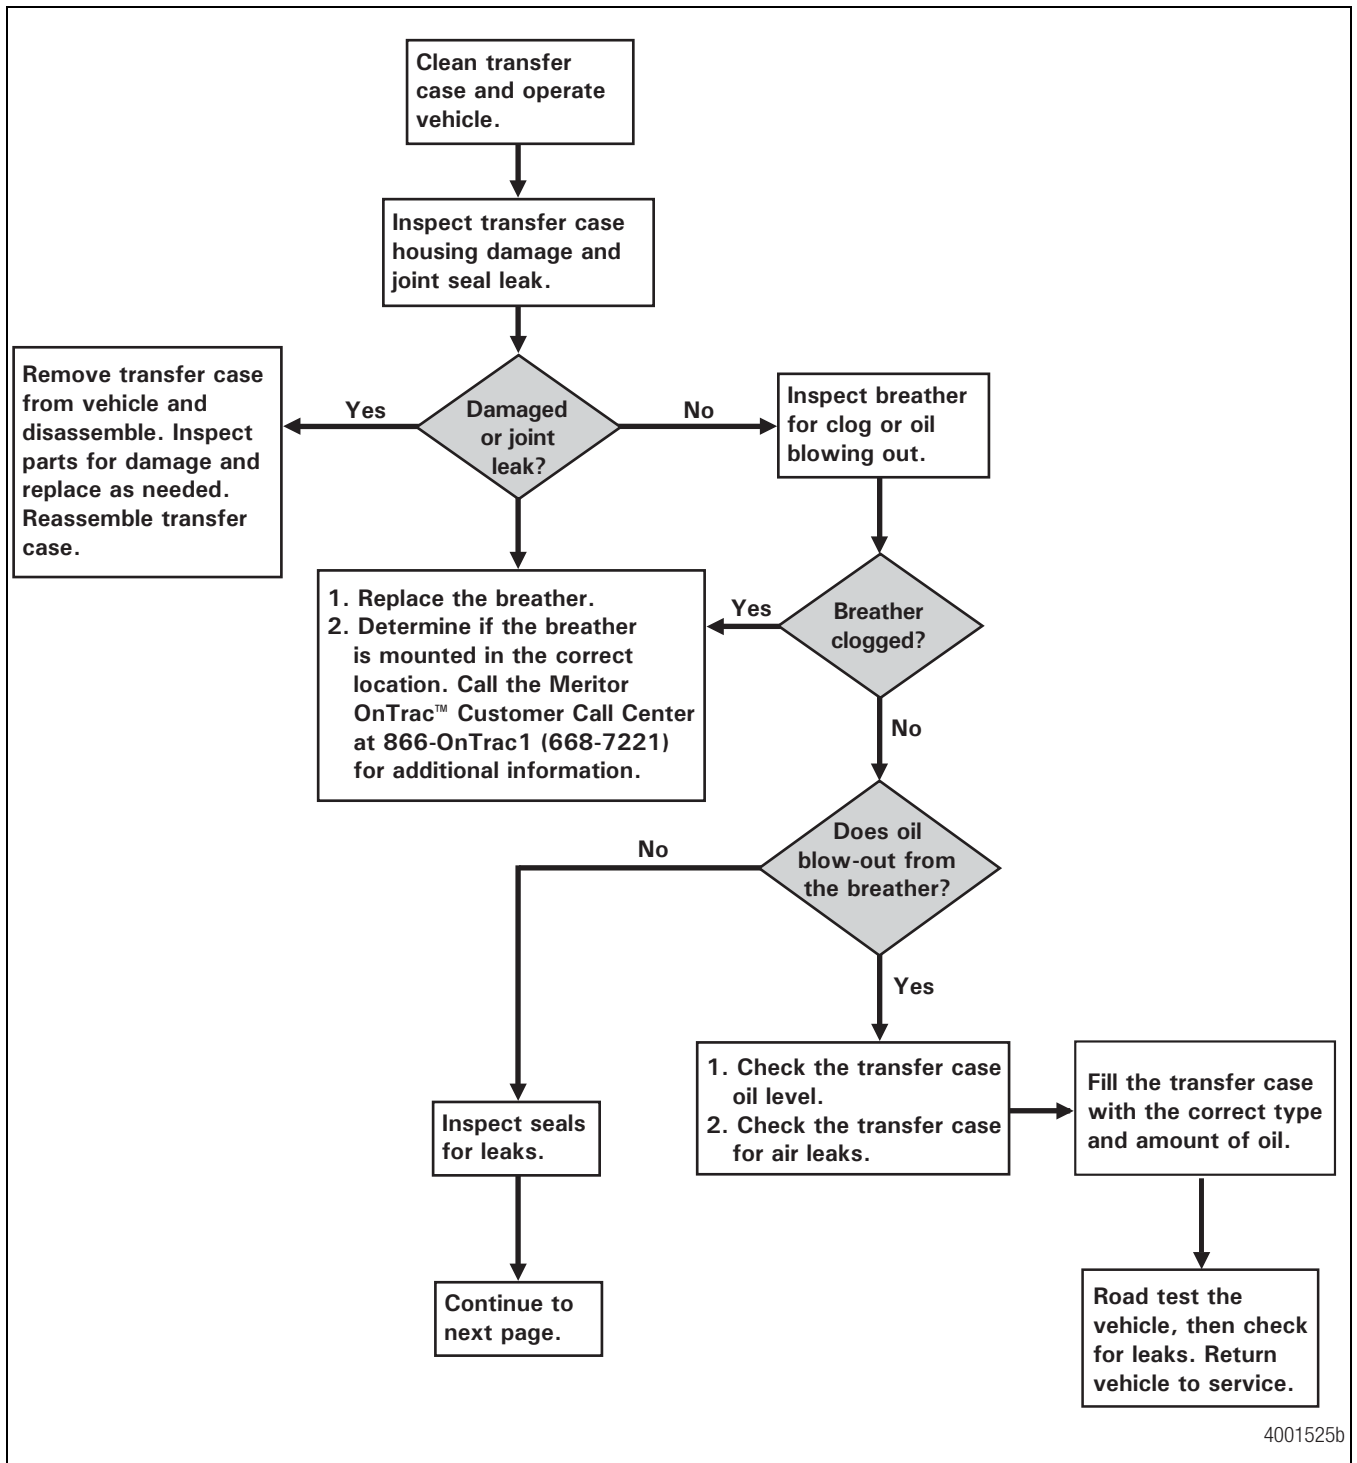 Clean transfer
case and operate
vehicle.
Inspect transfer case
housing damage and
joint seal leak.
Remove transfer case
from vehicle and
disassemble. Inspect
parts for damage and
replace as needed.
Reassemble transfer
case.
Yes
Damaged
or joint
leak?
No
Inspect breather
for clog or oil
blowing out.
1. Replace the breather.
2. Determine if the breather
is mounted in the correct
location. Call the Meritor
OnTrac™ Customer Call Center
at 866-OnTrac1 (668-7221)
for additional information.
Yes
Breather
clogged?
No
Does oil
blow-out from
the breather?
No
Yes
Inspect seals
for leaks.
1. Check the transfer case
oil level.
2. Check the transfer case
for air leaks.
Fill the transfer case
with the correct type
and amount of oil.
Continue to
next page.
Road test the
vehicle, then check
for leaks. Return
vehicle to service.
4001525b